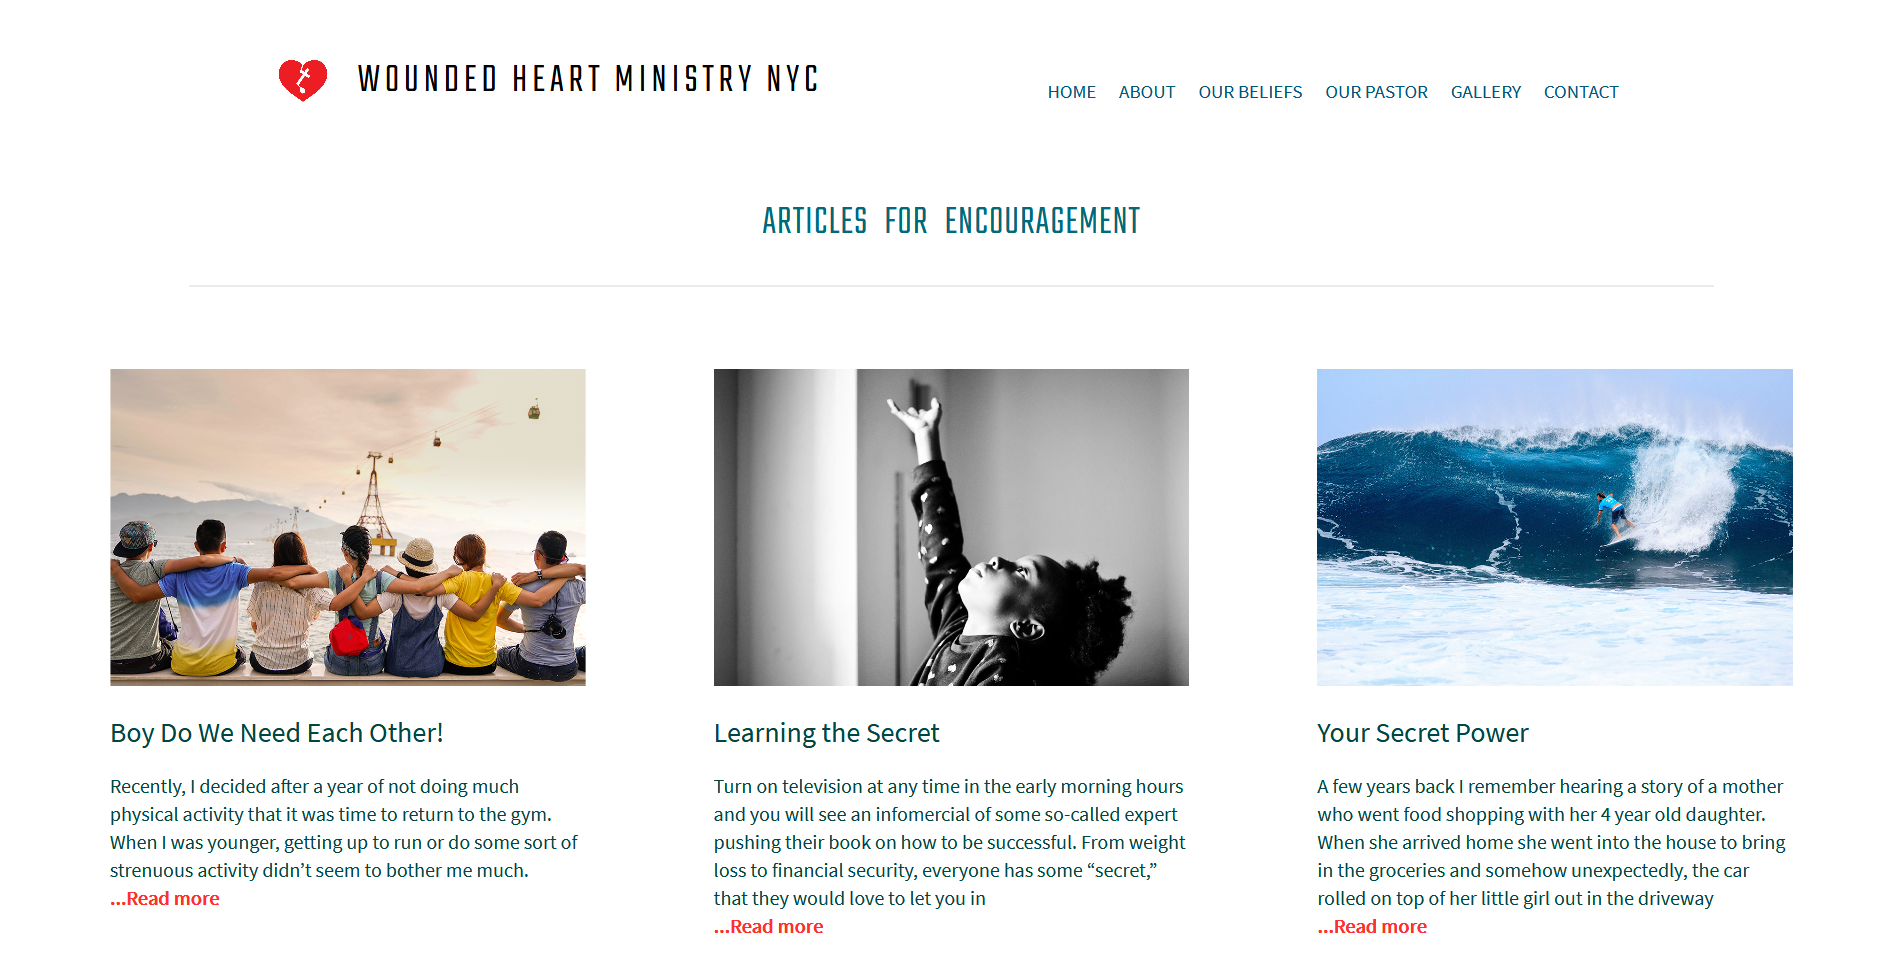 WOUNDED HEART MINISTRY NYC
HOME ABOUT OUR BELIEFS OUR PASTOR GALLERY CONTACT
ARTICLES FOR ENCOURAGEMENT
Boy Do We Need Each Other!
Recently, I decided after a year of not doing much
physical activity that it was time to return to the gym.
When I was younger, getting up to run or do some sort of
strenuous activity didn’t seem to bother me much.
...Read more
Learning the Secret
Turn on television at any time in the early morning hours
and you will see an infomercial of some so-called expert
pushing their book on how to be successful. From weight
loss to financial security, everyone has some “secret,”
that they would love to let you in
...Read more
Your Secret Power
A few years back I remember hearing a story of a mother
who went food shopping with her 4 year old daughter.
When she arrived home she went into the house to bring
in the groceries and somehow unexpectedly, the car
rolled on top of her little girl out in the driveway
...Read more